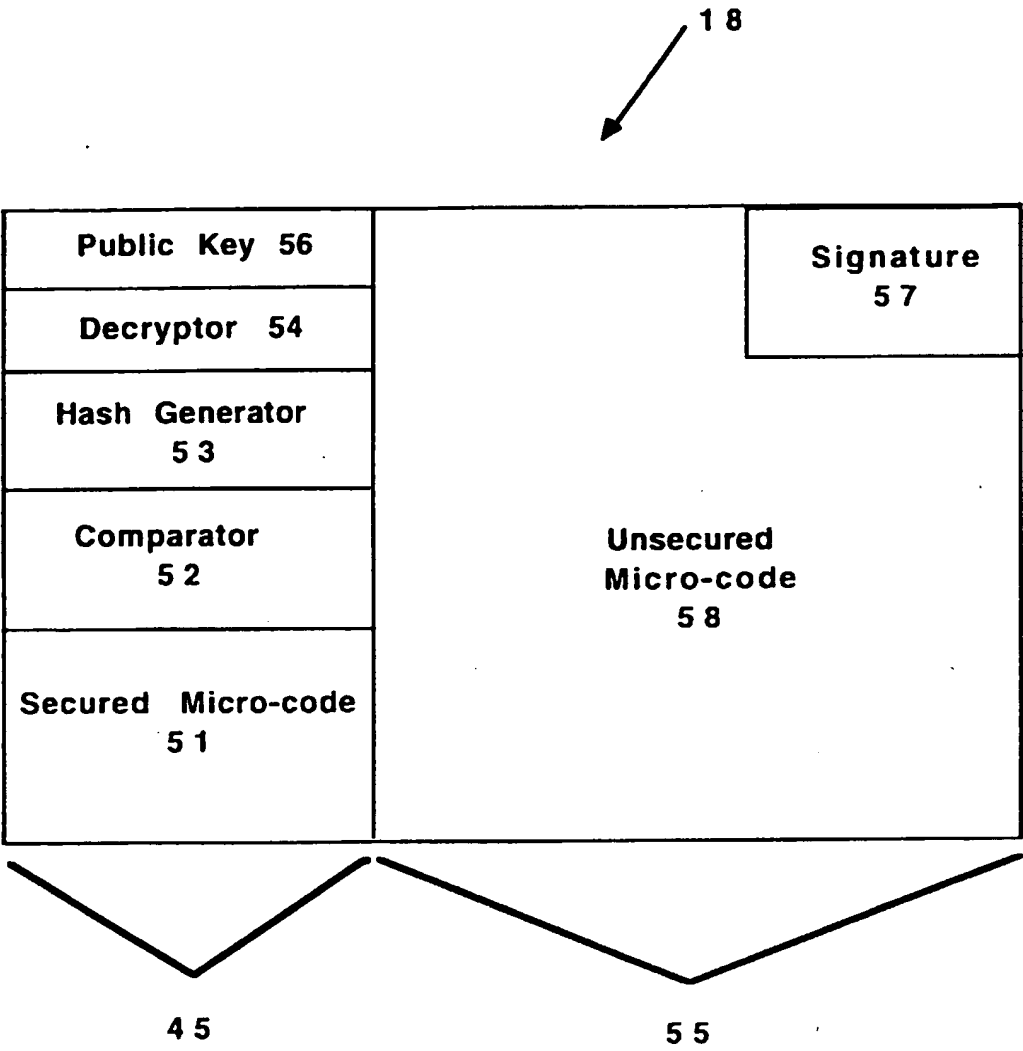 18
Public Key 56
Decryptor 54
Hash Generator
53
Comparator
52
Secured Micro-code
51
Signature
57
Unsecured
Micro-code
58
45
55